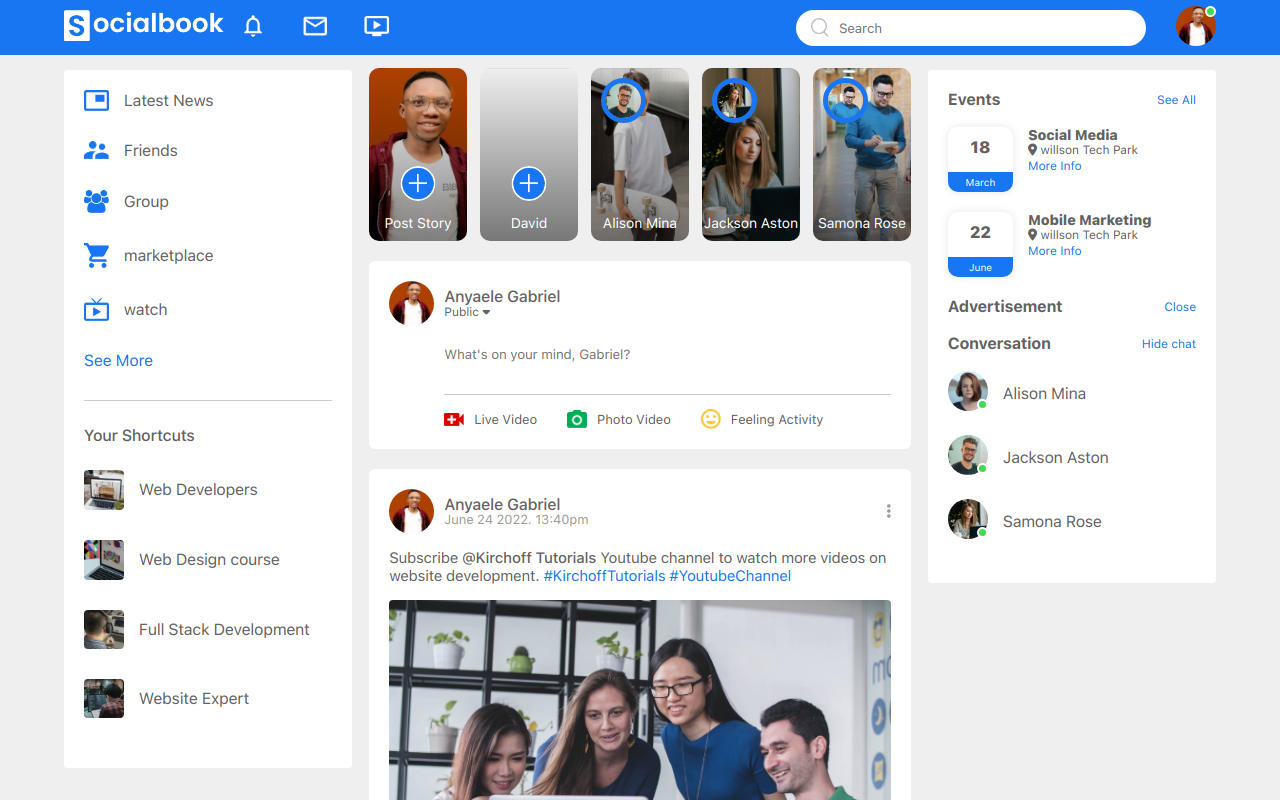 Socialbook
Search
Latest News
Friends
Group
marketplace
watch
See More
Your Shortcuts
Web Developers
Web Design course
Full Stack Development
Website Expert
Post Story
David
Alison Mina
Jackson Aston
Samona Rose
Anyaele Gabriel
Public
What's on your mind, Gabriel?
Live Video
Photo Video
Feeling Activity
Anyaele Gabriel
June 24 2022. 13:40pm
Subscribe @Kirchoff Tutorials Youtube channel to watch more videos on
website development. #KirchoffTutorials #YoutubeChannel
Events
See All
18
March
Social Media
willson Tech Park
More Info
22
June
Mobile Marketing
willson Tech Park
More Info
Advertisement
Close
Conversation
Hide chat
Alison Mina
Jackson Aston
Samona Rose